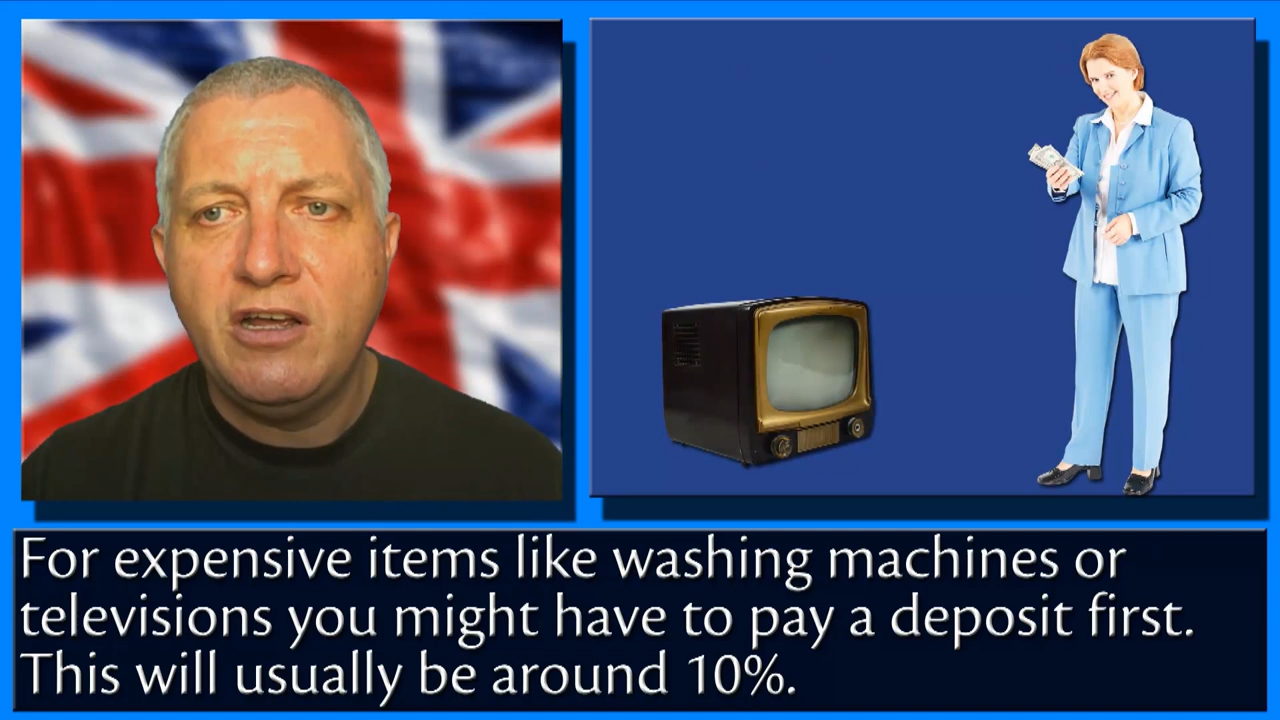 For expensive items like washing machines or
televisions you might have to pay a deposit first.
This will usually be around 10%.